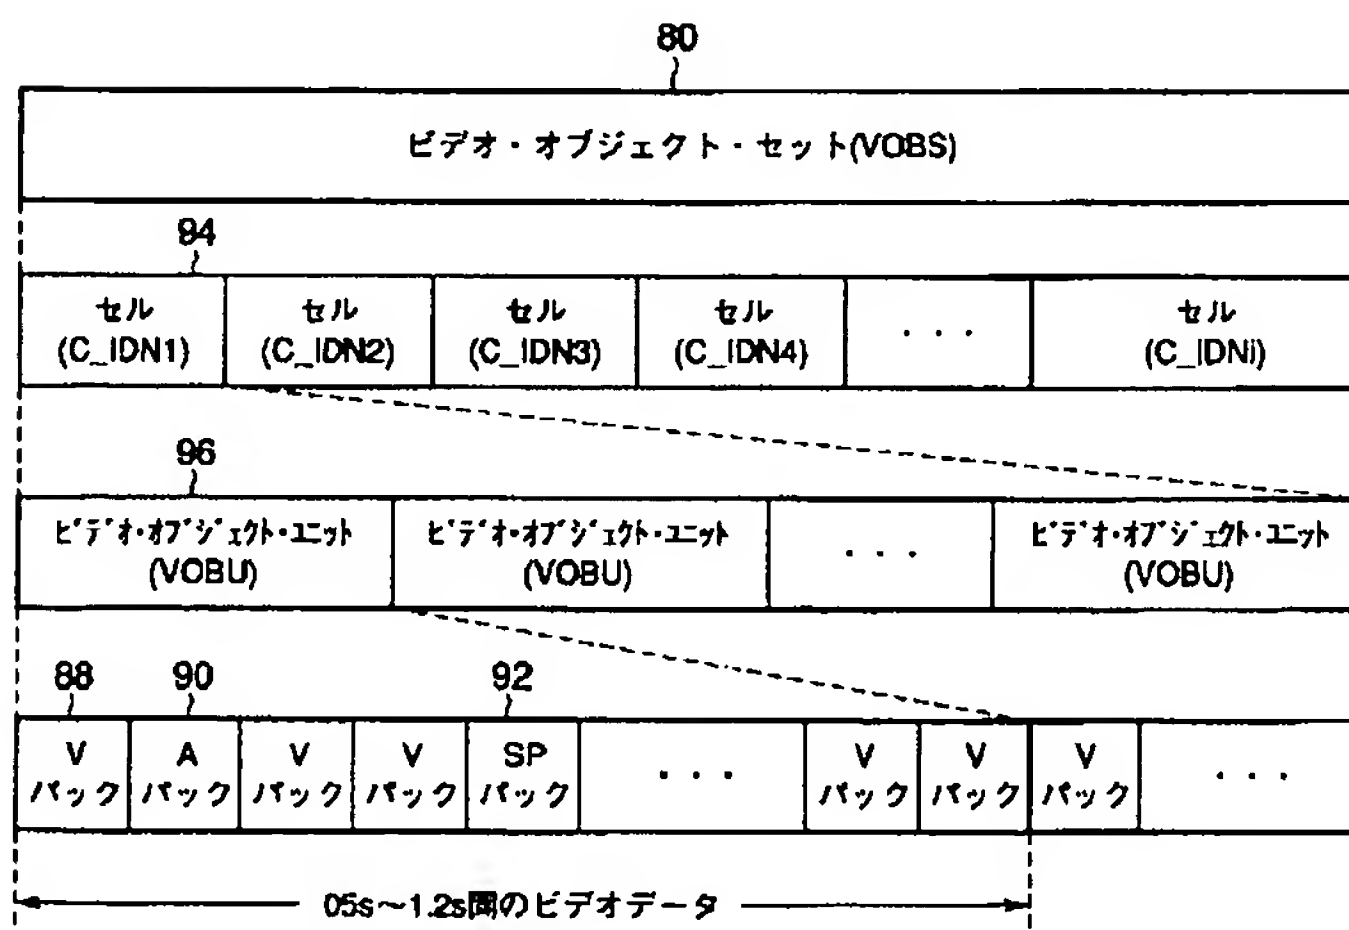 80
ビデオ・オブジェクト・セット(VOBS)
94
セル
(C_IDN1)
セル
(C_IDN2)
セル
(C_IDN3)
セル
(C_IDN4)
・・・
セル
(C_IDNi)
96
ビデオ・オブジェクト・ユニット
(VOBU)
ビデオ・オブジェクト・ユニット
(VOBU)
・・・
ビデオ・オブジェクト・ユニット
(VOBU)
88
90
92
V
パック
A
パック
V
パック
V
パック
SP
パック
・・・
V
パック
V
パック
V
パック
・・・
05s～1.2s間のビデオデータ